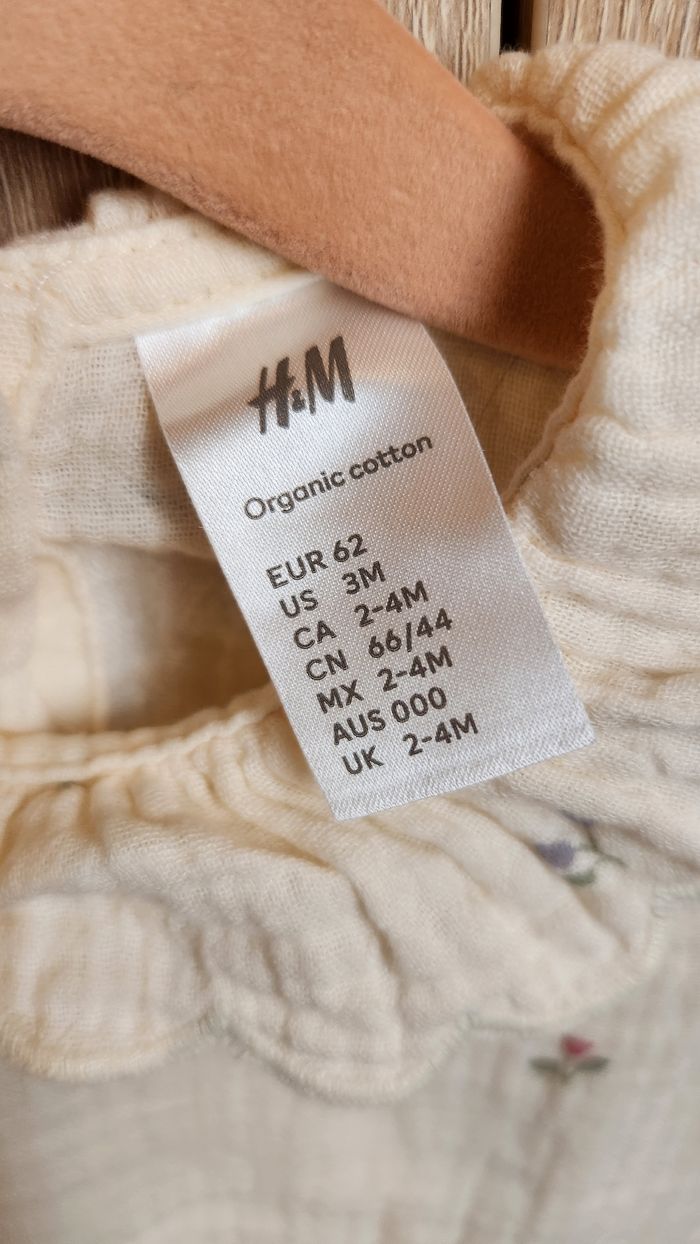 H&M
Organic cotton
EUR 62
US 3M
CA 2-4M
CN 66/44
MX 2-4M
AUS 000
UK 2-4M